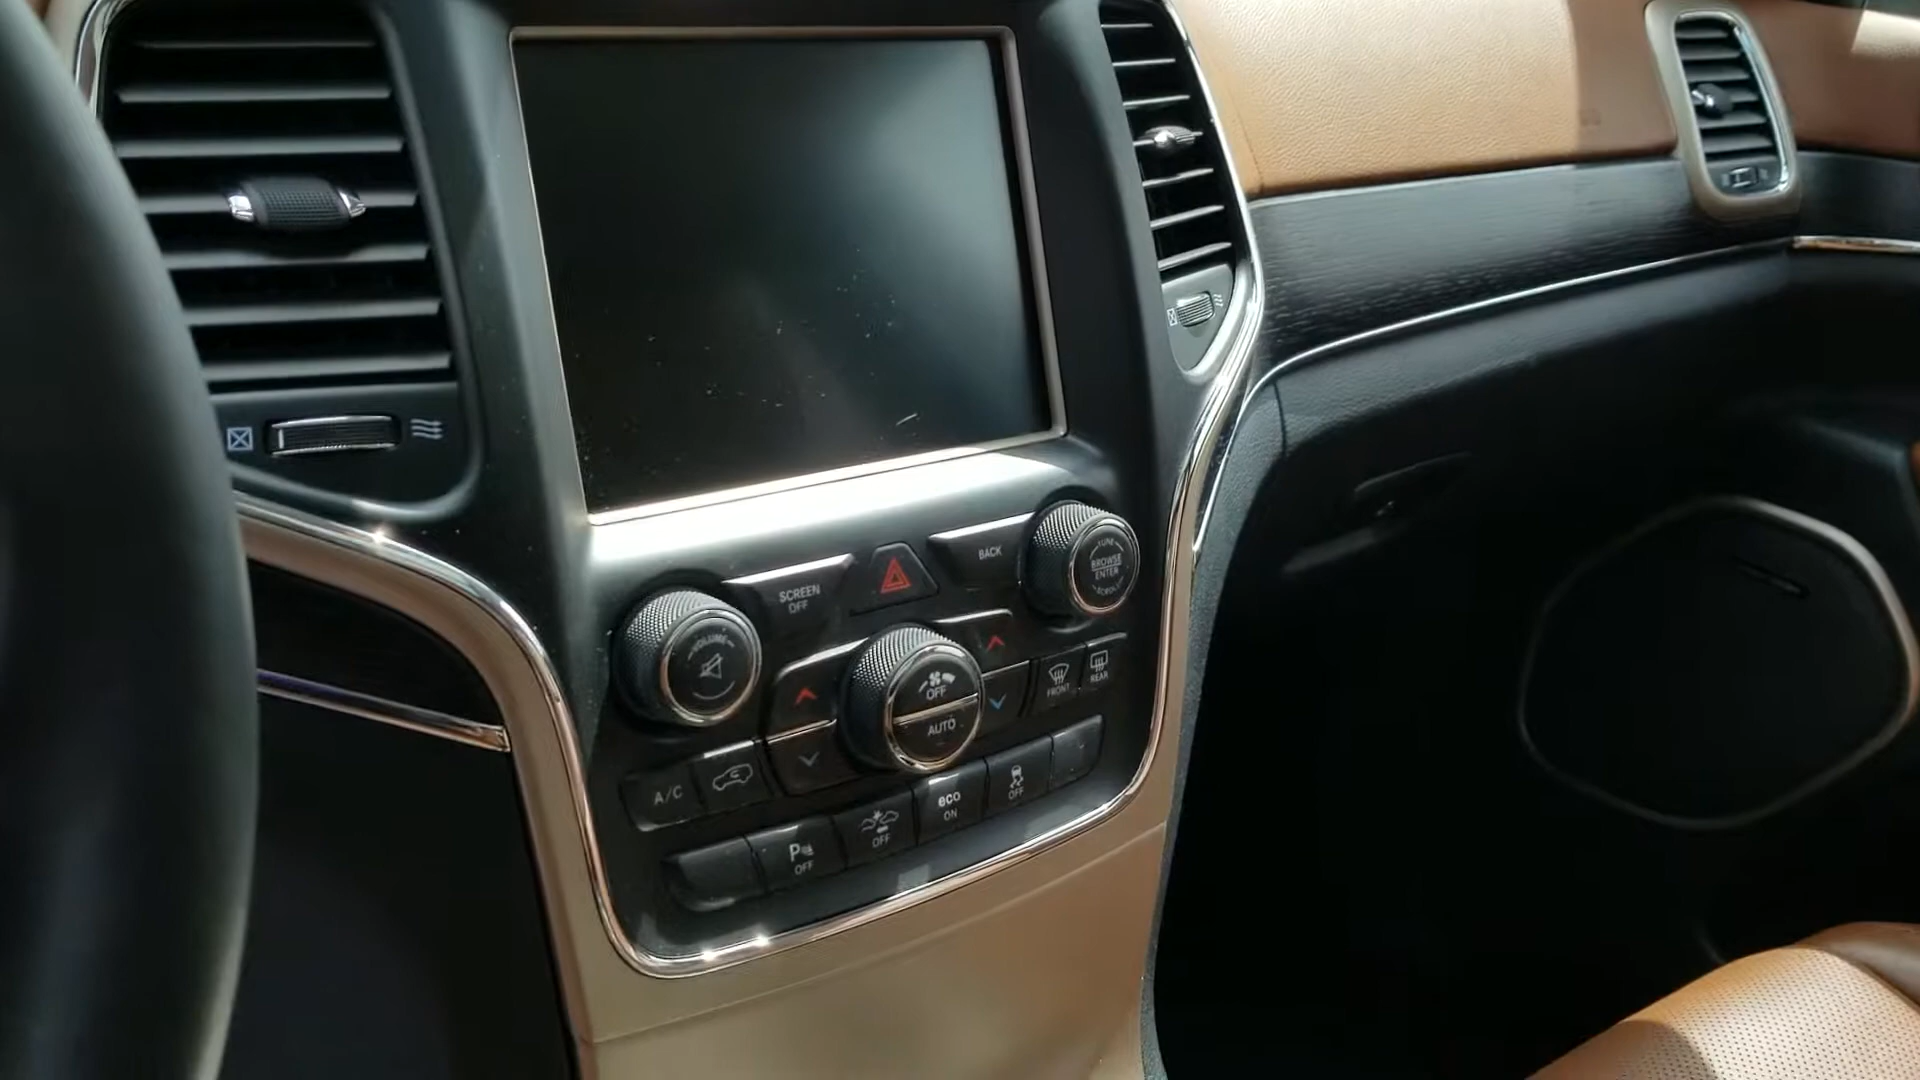 BACK
TUNE
BROWSE
ENTER
SCROLL
SCREEN
OFF
VOLUME
OFF
AUTO
FRONT
REAR
A/C
eco
ON
OFF
OFF
P
OFF